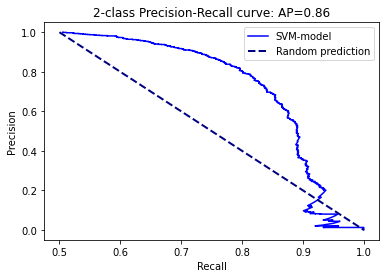 2-class Precision-Recall curve: AP=0.86
SVM-model
Random prediction
Precision
1.0
0.8
0.6
0.4
0.2
0.0
0.5 0.6 0.7 0.8 0.9 1.0
Recall